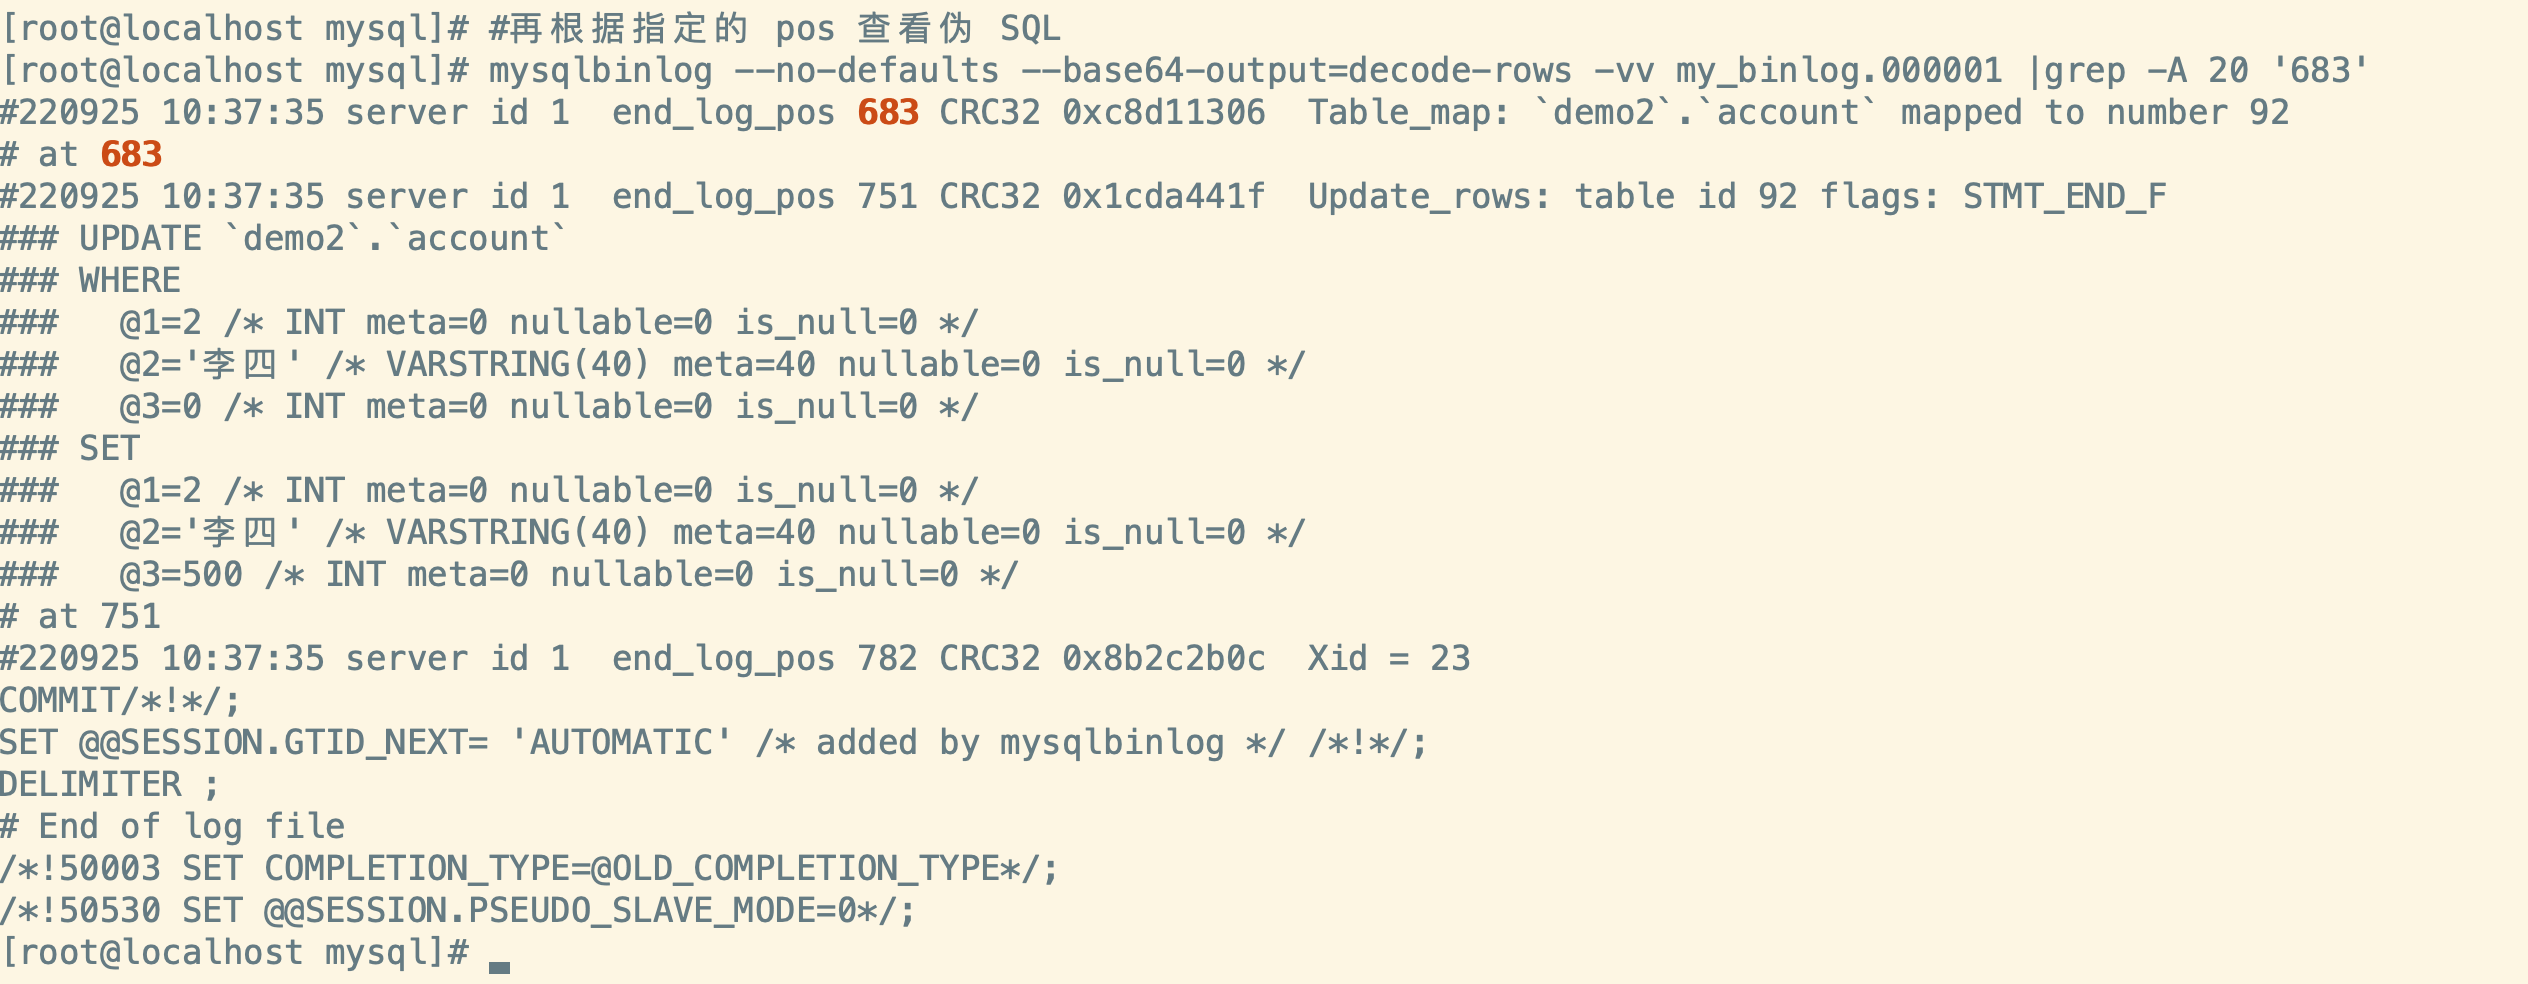 [root@localhost mysql]# #再根据指定的 pos 查看伪 SQL
[root@localhost mysql]# mysqlbinlog --no-defaults --base64-output=decode-rows -vv my_binlog.000001 |grep -A 20 '683'
#220925 10:37:35 server id 1  end_log_pos 683 CRC32 0xc8d11306  Table_map: `demo2`.`account` mapped to number 92
# at 683
#220925 10:37:35 server id 1  end_log_pos 751 CRC32 0x1cda441f  Update_rows: table id 92 flags: STMT_END_F
### UPDATE `demo2`.`account`
### WHERE
###   @1=2 /* INT meta=0 nullable=0 is_null=0 */
###   @2='李四' /* VARSTRING(40) meta=40 nullable=0 is_null=0 */
###   @3=0 /* INT meta=0 nullable=0 is_null=0 */
### SET
###   @1=2 /* INT meta=0 nullable=0 is_null=0 */
###   @2='李四' /* VARSTRING(40) meta=40 nullable=0 is_null=0 */
###   @3=500 /* INT meta=0 nullable=0 is_null=0 */
# at 751
#220925 10:37:35 server id 1  end_log_pos 782 CRC32 0x8b2c2b0c  Xid = 23
COMMIT/*!*/;
SET @@SESSION.GTID_NEXT= 'AUTOMATIC' /* added by mysqlbinlog */ /*!*/;
DELIMITER ;
# End of log file
/*!50003 SET COMPLETION_TYPE=@OLD_COMPLETION_TYPE*/;
/*!50530 SET @@SESSION.PSEUDO_SLAVE_MODE=0*/;
[root@localhost mysql]#